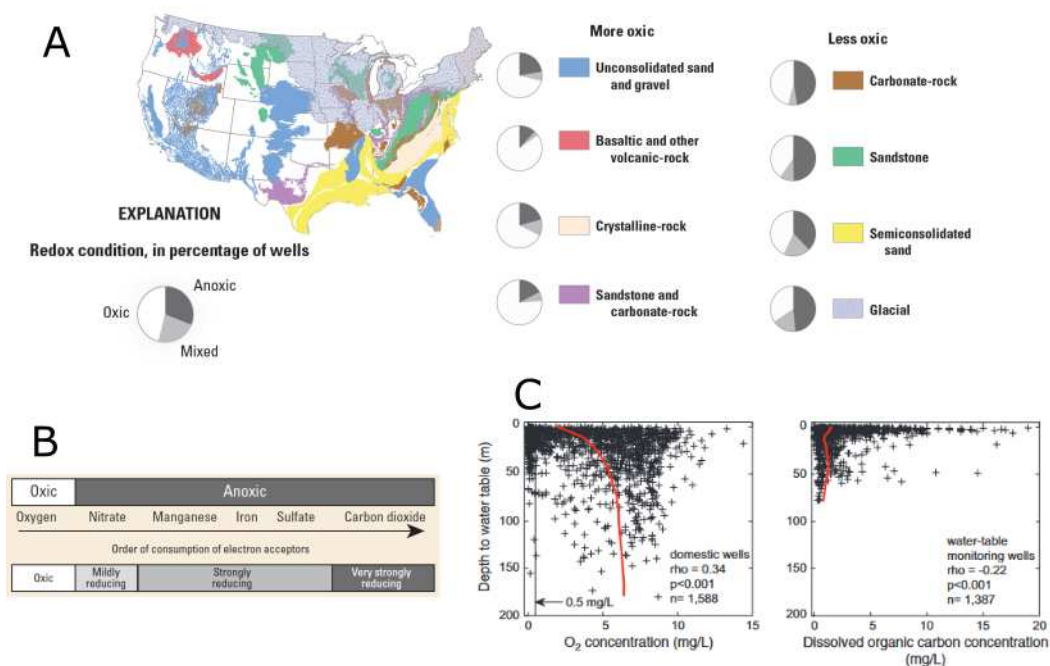 A
EXPLANATION
Redox condition, in percentage of wells
Oxic
Anoxic
Mixed
More oxic
Unconsolidated sand
and gravel
Basaltic and other
volcanic-rock
Crystalline-rock
Sandstone and
carbonate-rock
Less oxic
Carbonate-rock
Sandstone
Semiconsolidated
sand
Glacial
B
Oxic Anoxic
Oxygen Nitrate Manganese Iron Sulfate Carbon dioxide
Order of consumption of electron acceptors
Oxic
Mildly
reducing
Strongly
reducing
Very strongly
reducing
C
Depth to water table (m)
0
50
100
150
200
domestic wells
rho = 0.34
p<0.001
n= 1,588
0.5 mg/L
0 5 10 15
O₂ concentration (mg/L)
0
50
100
150
200
water-table
monitoring wells
rho = -0.22
p<0.001
n= 1,387
0 5 10 15 20
Dissolved organic carbon concentration
(mg/L)